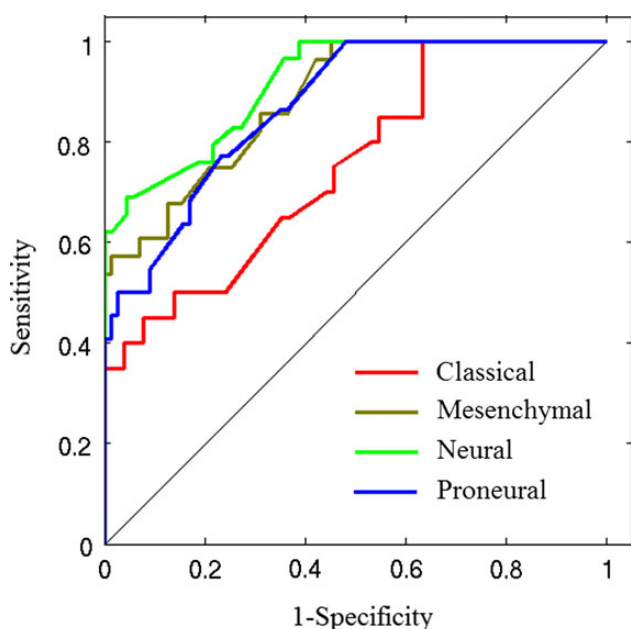 1
0.8
0.6
0.4
0.2
0
Sensitivity
Classical
Mesenchymal
Neural
Proneural
0 0.2 0.4 0.6 0.8 1
1-Specificity